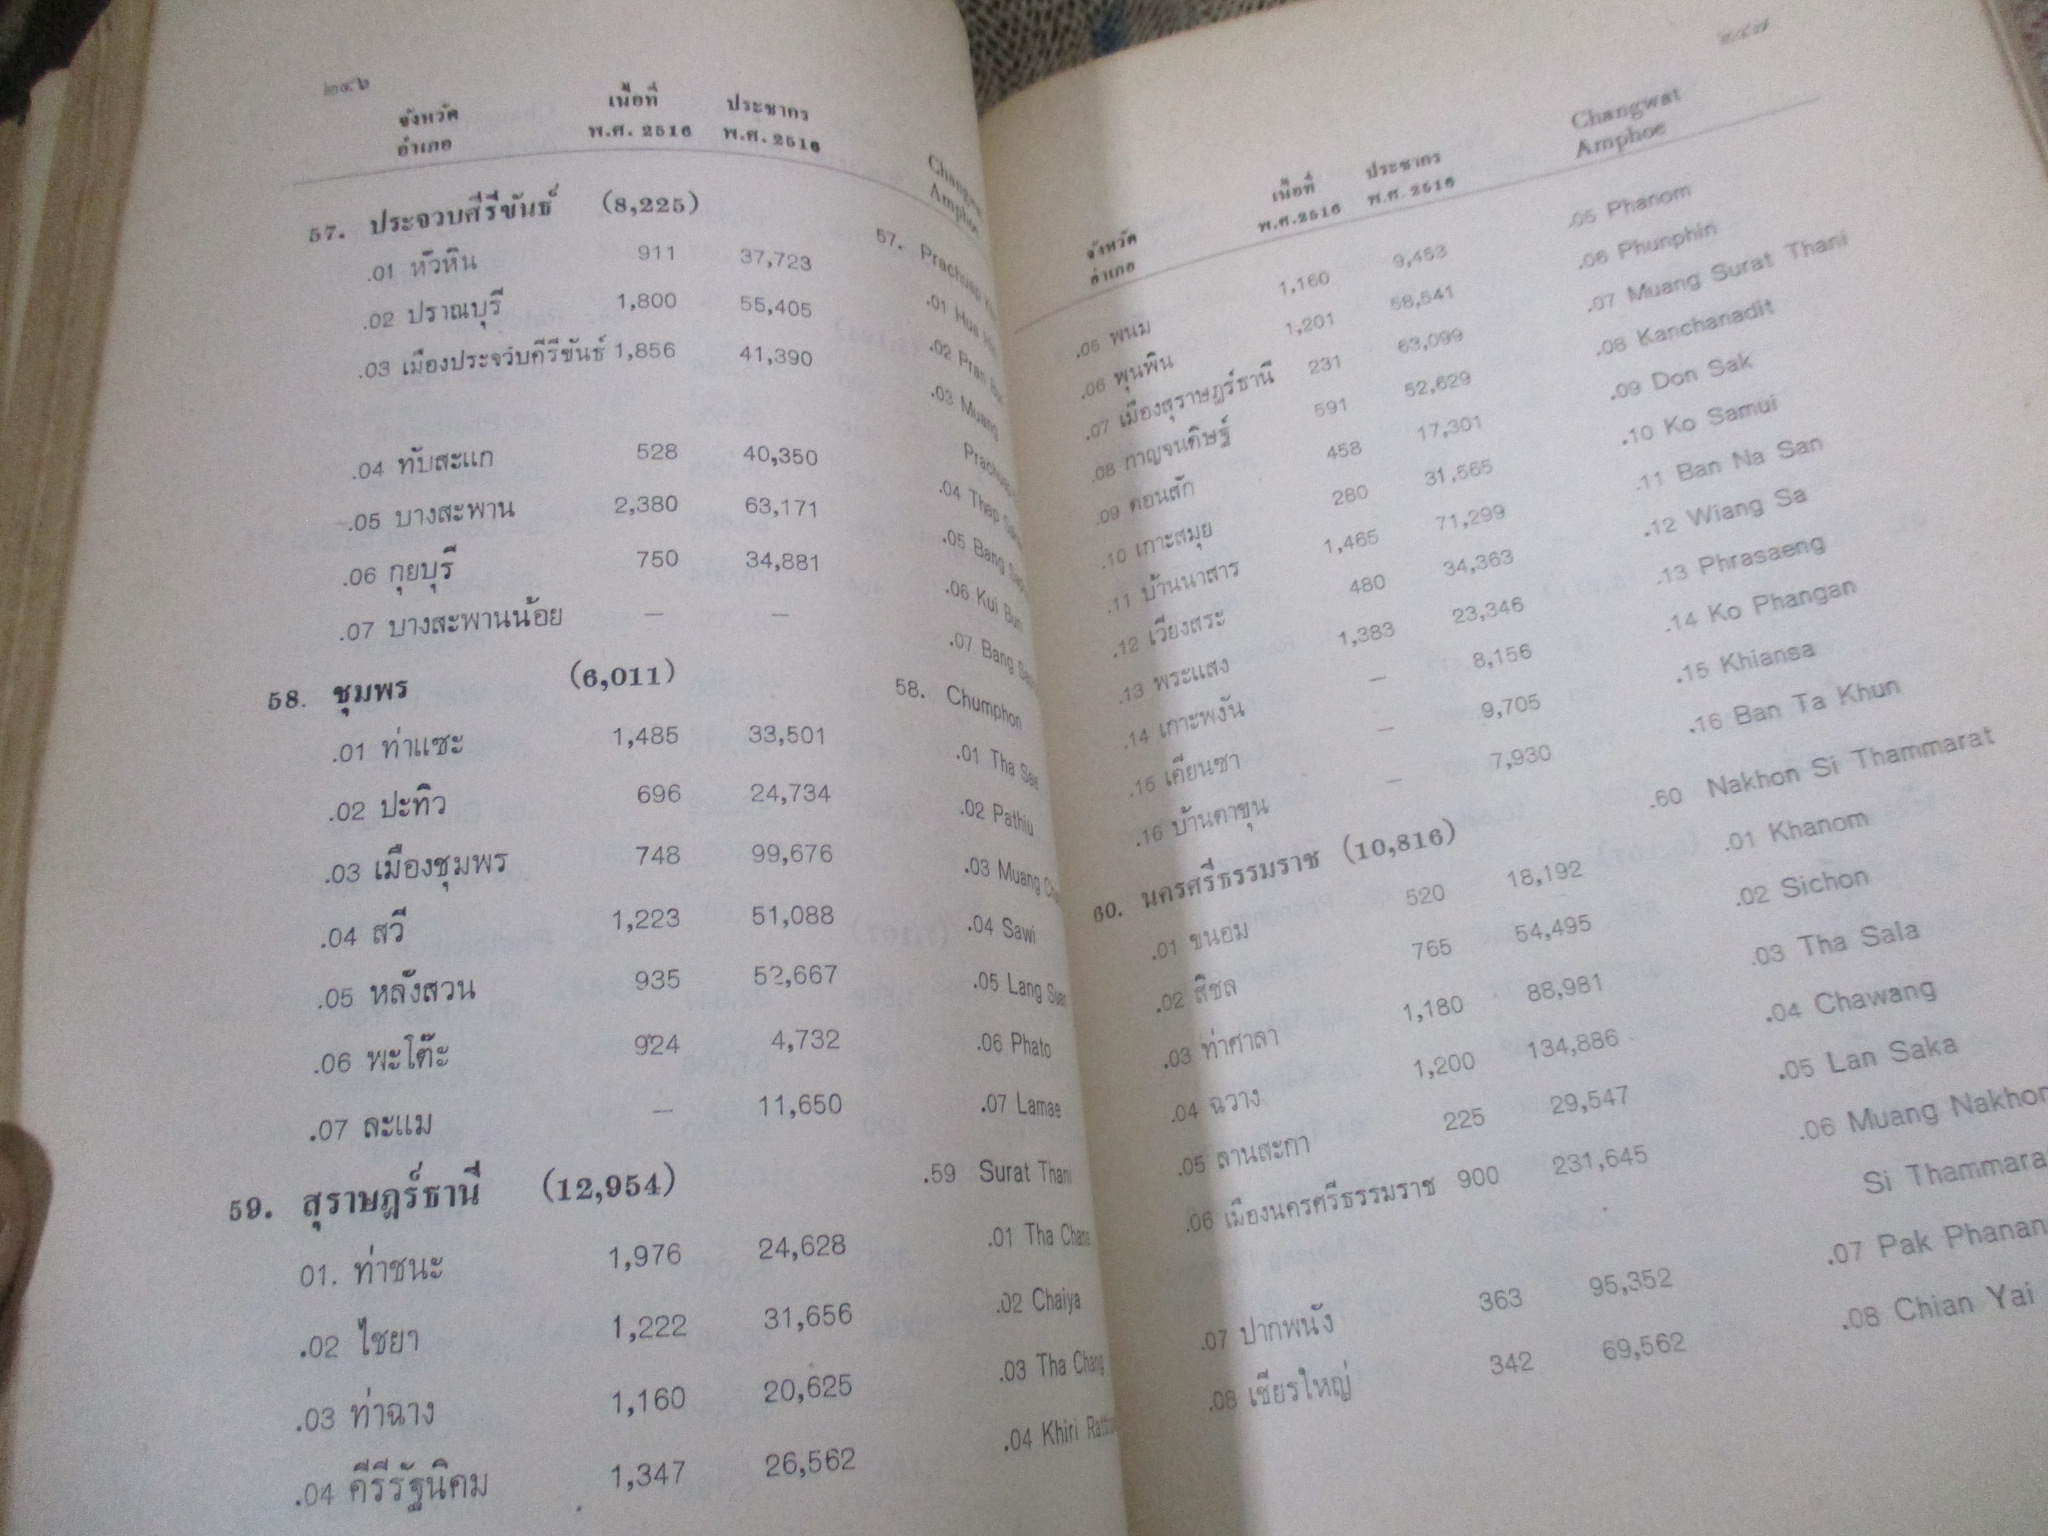 ๒๔๖
จังหวัด เนื้อที่ ประชากร Changwat
อำเภอ พ.ศ. 2516 พ.ศ. 2516 Amphoe
57. ประจวบคีรีขันธ์ (8,225) 57. Prachuap
.01 หัวหิน 911 37,723 .01 Hua Hin
.02 ปราณบุรี 1,800 55,405 .02 Pran
.03 เมืองประจวบคีรีขันธ์ 1,856 41,390 .03 Muang
Prachuap
.04 ทับสะแก 528 40,350 .04 Thap
.05 บางสะพาน 2,380 63,171 .05 Bang
.06 กุยบุรี 750 34,881 .06 Kui Buri
.07 บางสะพานน้อย — — .07 Bang
58. ชุมพร (6,011) 58. Chumphon
.01 ท่าแซะ 1,485 33,501 .01 Tha Sae
.02 ปะทิว 696 24,734 .02 Pathiu
.03 เมืองชุมพร 748 99,676 .03 Muang
.04 สวี 1,223 51,088 .04 Sawi
.05 หลังสวน 935 52,667 .05 Lang Suan
.06 พะโต๊ะ 924 4,732 .06 Phato
.07 ละแม — 11,650 .07 Lamae
59. สุราษฎร์ธานี (12,954) .59 Surat Thani
01. ท่าชนะ 1,976 24,628 .01 Tha Chana
.02 ไชยา 1,222 31,656 .02 Chaiya
.03 ท่าฉาง 1,160 20,625 .03 Tha Chang
.04 คีรีรัฐนิคม 1,347 26,562 .04 Khiri
๒๔๗
จังหวัด เนื้อที่ ประชากร Changwat
อำเภอ พ.ศ.2516 พ.ศ. 2516 Amphoe
.05 พนม 1,160 9,453 .05 Phanom
.06 พุนพิน 1,201 58,541 .06 Phunphin
.07 เมืองสุราษฎร์ธานี 231 63,099 .07 Muang Surat Thani
.08 กาญจนดิษฐ์ 591 52,629 .08 Kanchanadit
.09 ดอนสัก 458 17,301 .09 Don Sak
.10 เกาะสมุย 280 31,565 .10 Ko Samui
.11 บ้านนาสาร 1,465 71,299 .11 Ban Na San
.12 เวียงสระ 480 34,363 .12 Wiang Sa
.13 พระแสง 1,383 23,346 .13 Phrasaeng
.14 เกาะพงัน — 8,156 .14 Ko Phangan
.15 เคียนซา — 9,705 .15 Khiansa
.16 บ้านตาขุน — 7,930 .16 Ban Ta Khun
60. นครศรีธรรมราช (10,816) .60 Nakhon Si Thammarat
.01 ขนอม 520 18,192 .01 Khanom
.02 สิชล 765 54,495 .02 Sichon
.03 ท่าศาลา 1,180 88,981 .03 Tha Sala
.04 ฉวาง 1,200 134,886 .04 Chawang
.05 ลานสะกา 225 29,547 .05 Lan Saka
.06 เมืองนครศรีธรรมราช 900 231,645 .06 Muang Nakhon
Si Thammarat
.07 ปากพนัง 363 95,352 .07 Pak Phanan
.08 เชียรใหญ่ 342 69,562 .08 Chian Yai